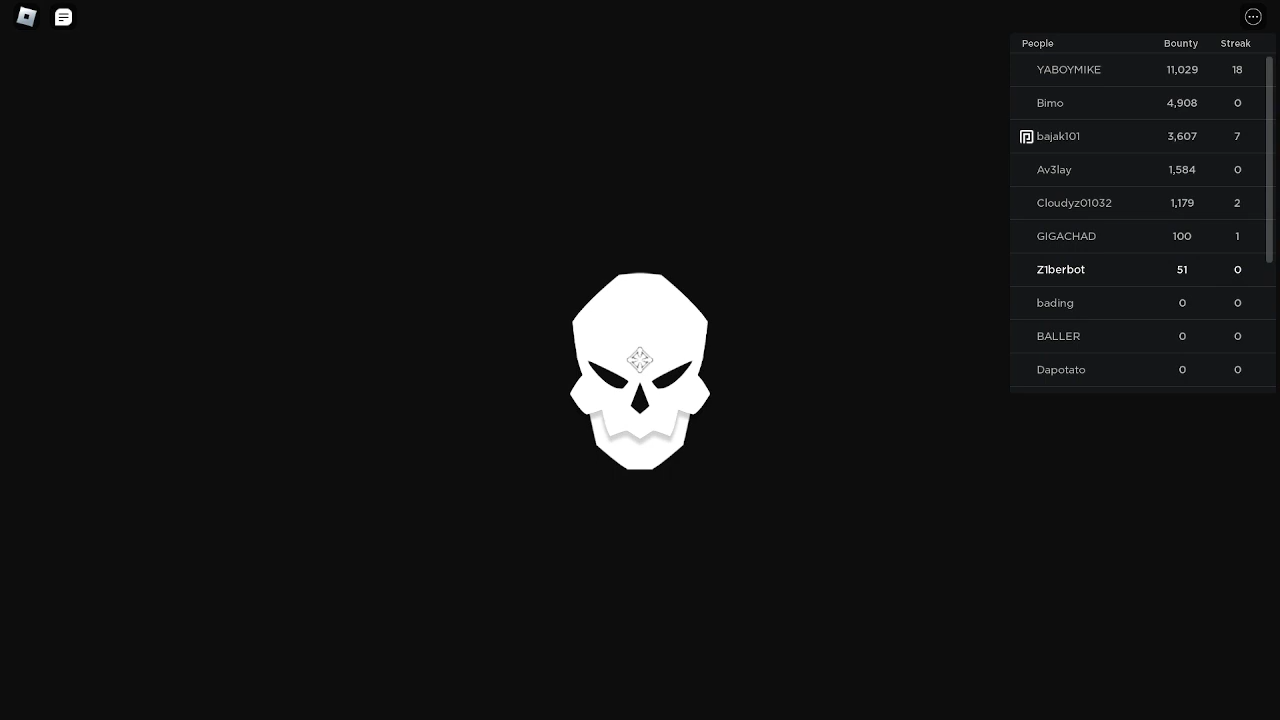 People Bounty Streak
YABOYMIKE 11,029 18
Bimo 4,908 0
bajak101 3,607 7
Av3lay 1,584 0
Cloudyz01032 1,179 2
GIGACHAD 100 1
Z1berbot 51 0
bading 0 0
BALLER 0 0
Dapotato 0 0